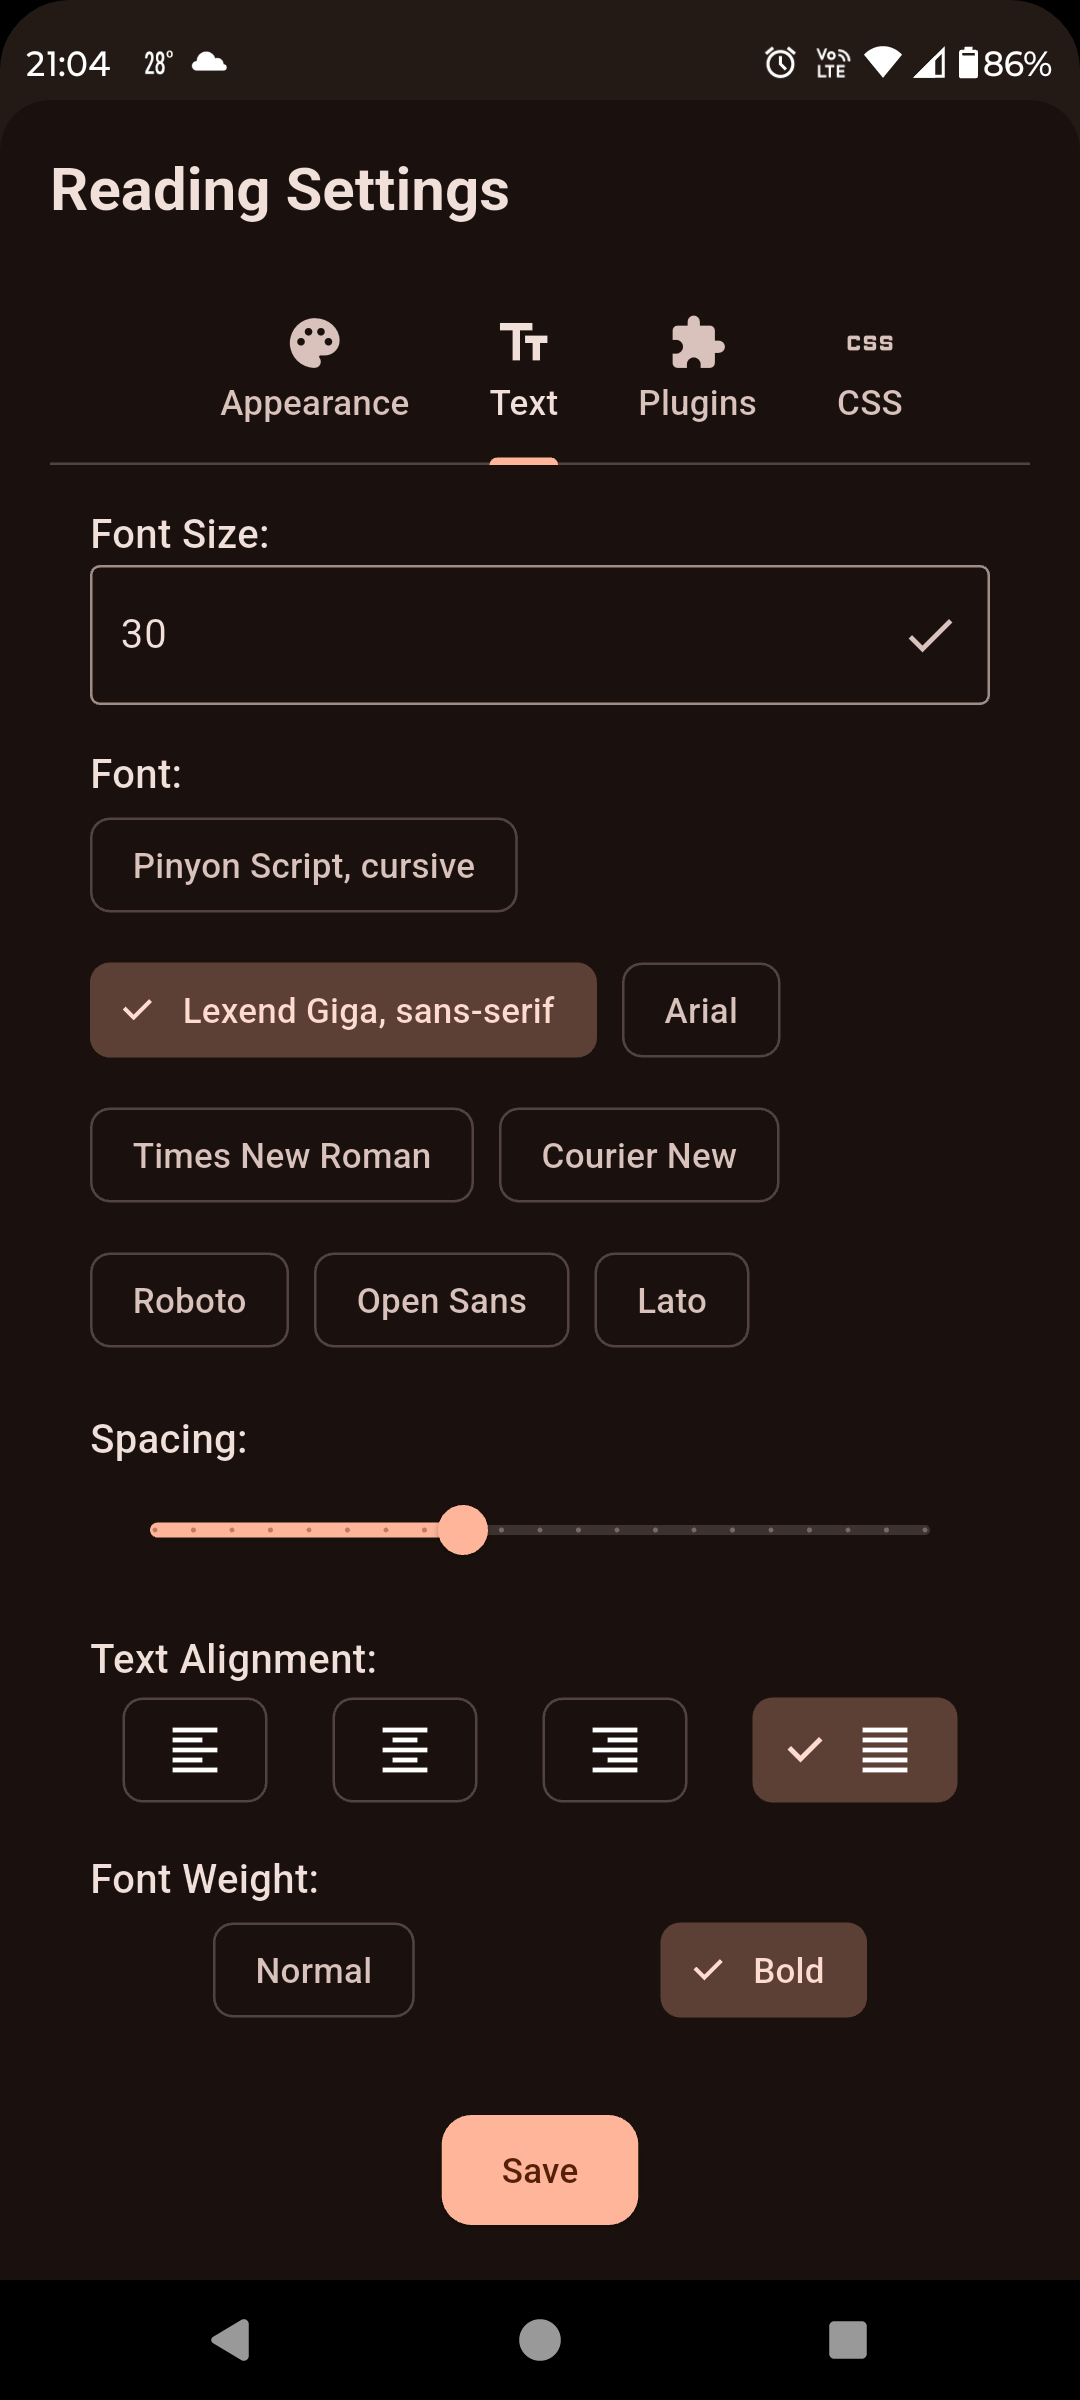 21:04 28° Vo LTE 86%
Reading Settings
Appearance Text Plugins CSS
Font Size:
30
Font:
Pinyon Script, cursive
Lexend Giga, sans-serif Arial
Times New Roman Courier New
Roboto Open Sans Lato
Spacing:
Text Alignment:
Font Weight:
Normal Bold
Save